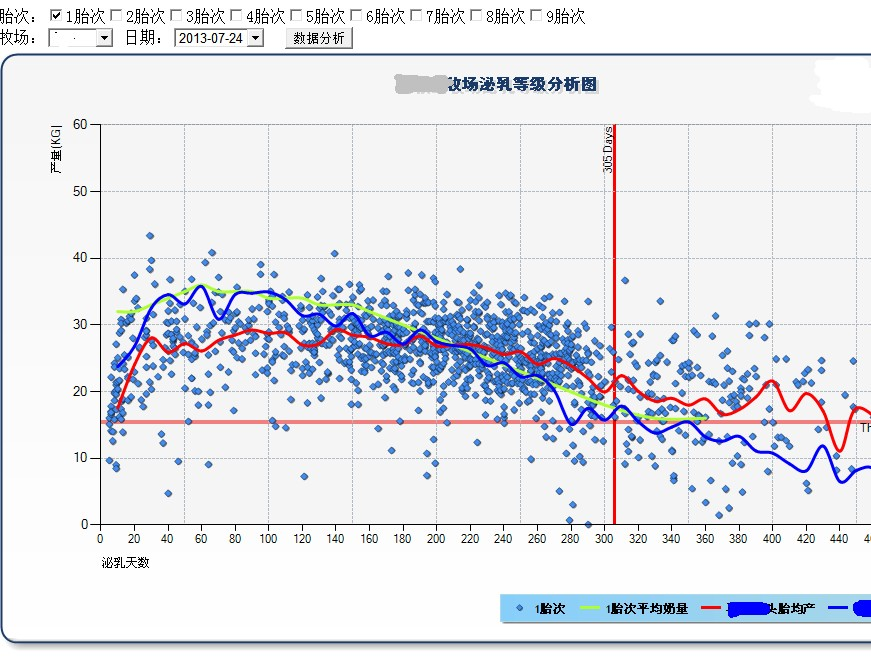 胎次： 1胎次 2胎次 3胎次 4胎次 5胎次 6胎次 7胎次 8胎次 9胎次
牧场： 日期： 2013-07-24 数据分析
牧场泌乳等级分析图
产量(KG)
60
50
40
30
20
10
0
305 Days
TH
0 20 40 60 80 100 120 140 160 180 200 220 240 260 280 300 320 340 360 380 400 420 440
泌乳天数
1胎次 1胎次平均奶量 头胎均产